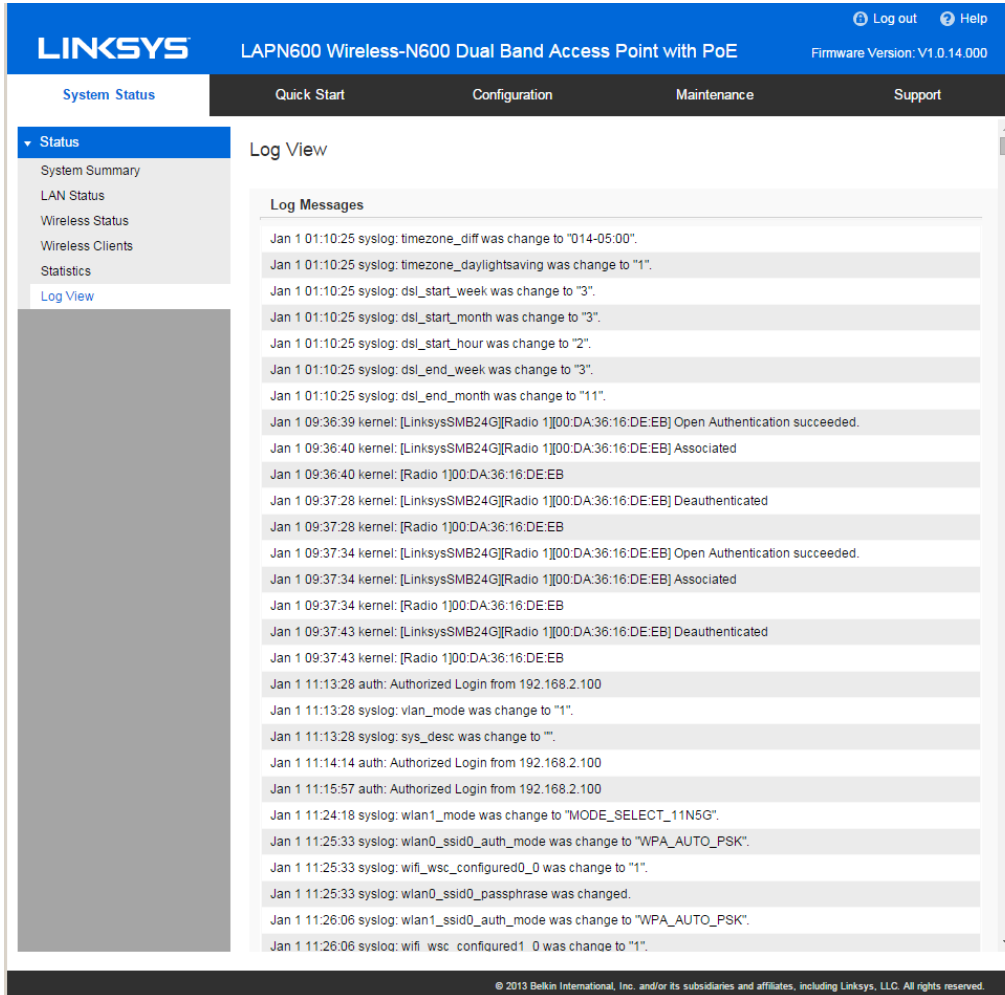 Log out Help
LINKSYS LAPN600 Wireless-N600 Dual Band Access Point with PoE Firmware Version: V1.0.14.000
System Status Quick Start Configuration Maintenance Support
Status
System Summary
LAN Status
Wireless Status
Wireless Clients
Statistics
Log View
Log View
Log Messages
Jan 1 01:10:25 syslog: timezone_diff was change to "014-05:00".
Jan 1 01:10:25 syslog: timezone_daylightsaving was change to "1".
Jan 1 01:10:25 syslog: dsl_start_week was change to "3".
Jan 1 01:10:25 syslog: dsl_start_month was change to "3".
Jan 1 01:10:25 syslog: dsl_start_hour was change to "2".
Jan 1 01:10:25 syslog: dsl_end_week was change to "3".
Jan 1 01:10:25 syslog: dsl_end_month was change to "11".
Jan 1 09:36:39 kernel: [LinksysSMB24G][Radio 1][00:DA:36:16:DE:EB] Open Authentication succeeded.
Jan 1 09:36:40 kernel: [LinksysSMB24G][Radio 1][00:DA:36:16:DE:EB] Associated
Jan 1 09:36:40 kernel: [Radio 1]00:DA:36:16:DE:EB
Jan 1 09:37:28 kernel: [LinksysSMB24G][Radio 1][00:DA:36:16:DE:EB] Deauthenticated
Jan 1 09:37:28 kernel: [Radio 1]00:DA:36:16:DE:EB
Jan 1 09:37:34 kernel: [LinksysSMB24G][Radio 1][00:DA:36:16:DE:EB] Open Authentication succeeded.
Jan 1 09:37:34 kernel: [LinksysSMB24G][Radio 1][00:DA:36:16:DE:EB] Associated
Jan 1 09:37:34 kernel: [Radio 1]00:DA:36:16:DE:EB
Jan 1 09:37:43 kernel: [LinksysSMB24G][Radio 1][00:DA:36:16:DE:EB] Deauthenticated
Jan 1 09:37:43 kernel: [Radio 1]00:DA:36:16:DE:EB
Jan 1 11:13:28 auth: Authorized Login from 192.168.2.100
Jan 1 11:13:28 syslog: vlan_mode was change to "1".
Jan 1 11:13:28 syslog: sys_desc was change to "".
Jan 1 11:14:14 auth: Authorized Login from 192.168.2.100
Jan 1 11:15:57 auth: Authorized Login from 192.168.2.100
Jan 1 11:24:18 syslog: wlan1_mode was change to "MODE_SELECT_11N5G".
Jan 1 11:25:33 syslog: wlan0_ssid0_auth_mode was change to "WPA_AUTO_PSK".
Jan 1 11:25:33 syslog: wifi_wsc_configured0_0 was change to "1".
Jan 1 11:25:33 syslog: wlan0_ssid0_passphrase was changed.
Jan 1 11:26:06 syslog: wlan1_ssid0_auth_mode was change to "WPA_AUTO_PSK".
Jan 1 11:26:06 syslog: wifi_wsc_configured1_0 was change to "1".
© 2013 Belkin International, Inc. and/or its subsidiaries and affiliates, including Linksys, LLC. All rights reserved.